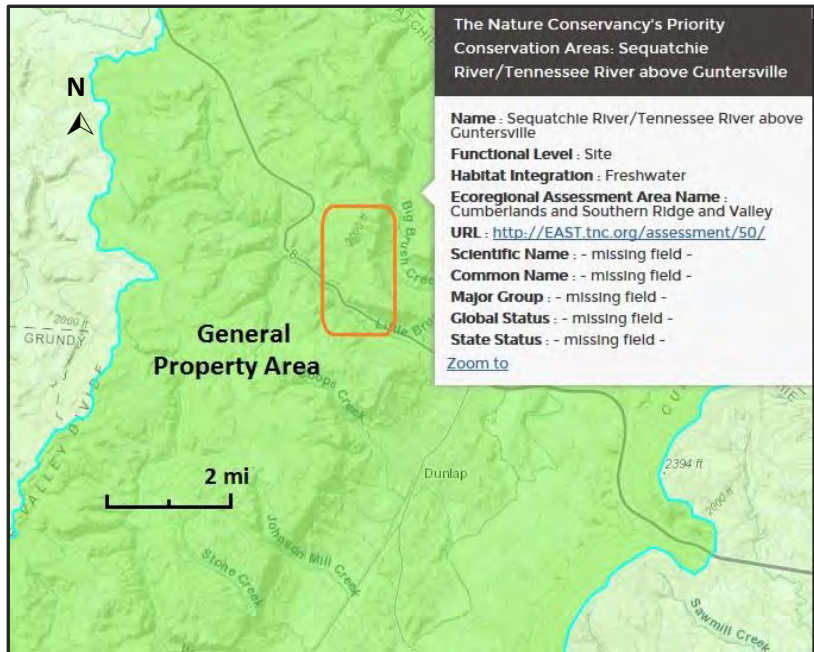 The Nature Conservancy's Priority
Conservation Areas: Sequatchie
River/Tennessee River above Guntersville
Name : Sequatchie River/Tennessee River above
Guntersville
Functional Level : Site
Habitat Integration : Freshwater
Ecoregional Assessment Area Name :
Cumberlands and Southern Ridge and Valley
URL : http://EAST.tnc.org/assessment/50/
Scientific Name : - missing field -
Common Name : - missing field -
Major Group : - missing field -
Global Status : - missing field -
State Status : - missing field -
Zoom to
N
2000 ft
Big Brush Creek
8
Little Bru
2000 ft
GRUNDY
General
Property Area
Creek
VALLEY DIVIDE
2 mi
Dunlap
2394 ft
2000 ft
Johnson Mill Creek
Stone Creek
Sawmill Creek